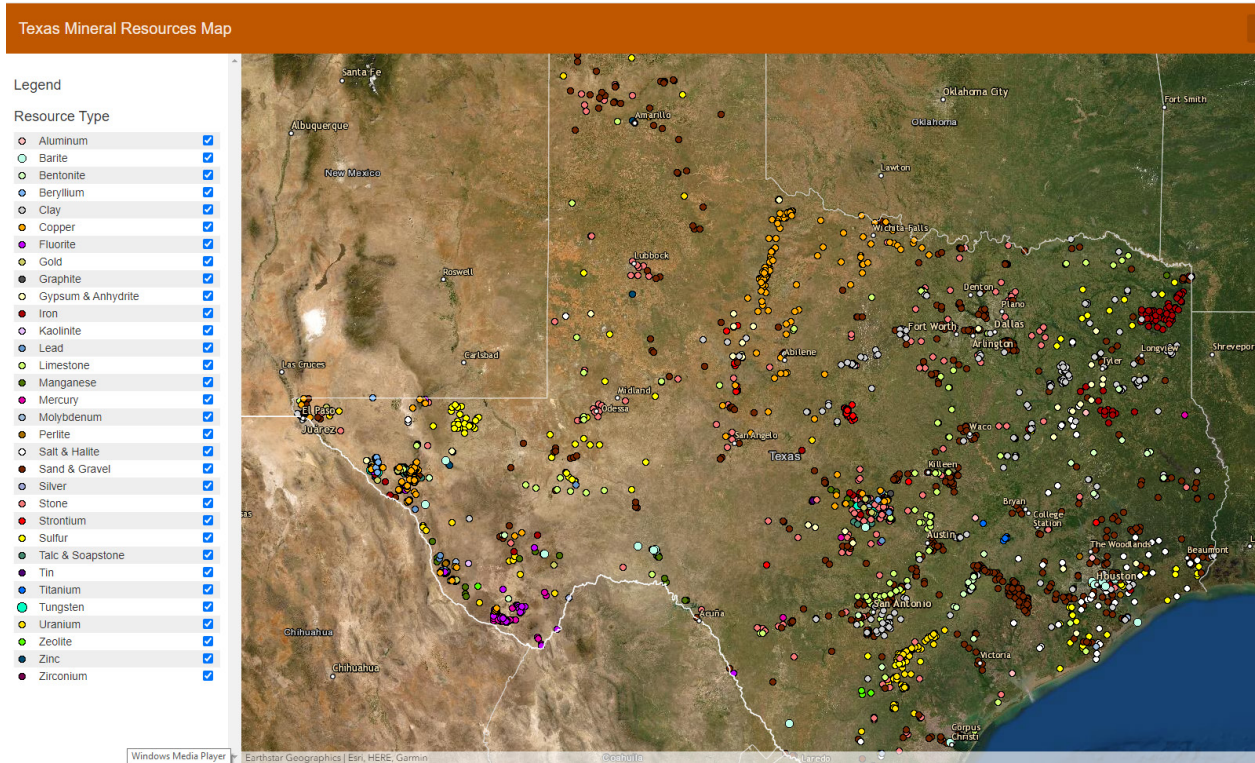 Texas Mineral Resources Map
Legend
Resource Type
Aluminum
Barite
Bentonite
Beryllium
Clay
Copper
Fluorite
Gold
Graphite
Gypsum & Anhydrite
Iron
Kaolinite
Lead
Limestone
Manganese
Mercury
Molybdenum
Perlite
Salt & Halite
Sand & Gravel
Silver
Stone
Strontium
Sulfur
Talc & Soapstone
Tin
Titanium
Tungsten
Uranium
Zeolite
Zinc
Zirconium
Windows Media Player
Santa Fe
Oklahoma City
Fort Smith
Amarillo
Albuquerque
Oklahoma
Lawton
New Mexico
Wichita Falls
Lubbock
Roswell
Denton
Plano
Fort Worth
Dallas
Arlington
Longview
Shrevepor
Abilene
Carlsbad
Tyler
Las Cruces
Midland
Odessa
El Paso
Juárez
Waco
San Angelo
Texas
Killeen
Bryan
College
Station
as
Austin
The Woodlands
Beaumont
Houston
San Antonio
Acuña
Chihuahua
Victoria
Chihuahua
Corpus
Christi
Earthstar Geographics | Esri, HERE, Garmin
Coahuila
Laredo